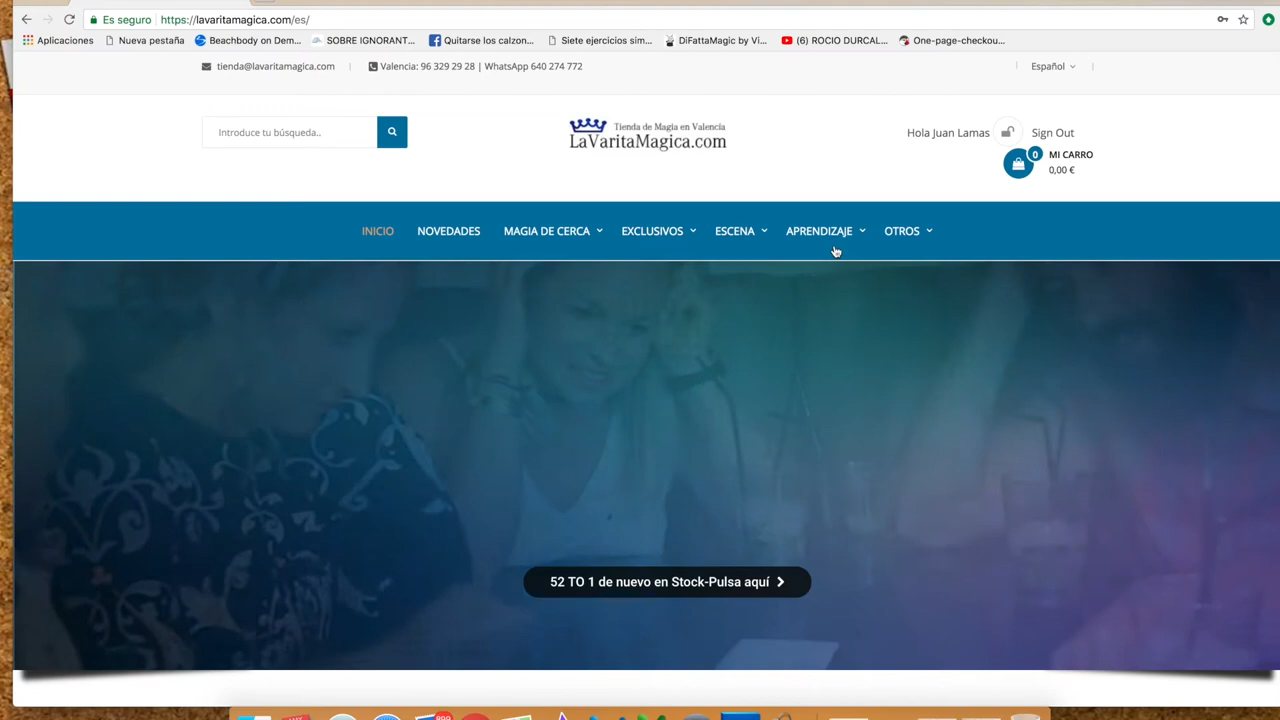 Es seguro https://lavaritamagica.com/es/
Aplicaciones Nueva pestaña Beachbody on Dem... SOBRE IGNORANT... Quitarse los calzon... Siete ejercicios sim... DiFattaMagic by Vi... (6) ROCIO DURCAL... One-page-checkou...
tienda@lavaritamagica.com | Valencia: 96 329 29 28 | WhatsApp 640 274 772 | Español |
Introduce tu búsqueda..
Tienda de Magia en Valencia
LaVaritaMagica.com
Hola Juan Lamas Sign Out
0 MI CARRO
0,00 €
INICIO NOVEDADES MAGIA DE CERCA EXCLUSIVOS ESCENA APRENDIZAJE OTROS
52 TO 1 de nuevo en Stock-Pulsa aquí
899